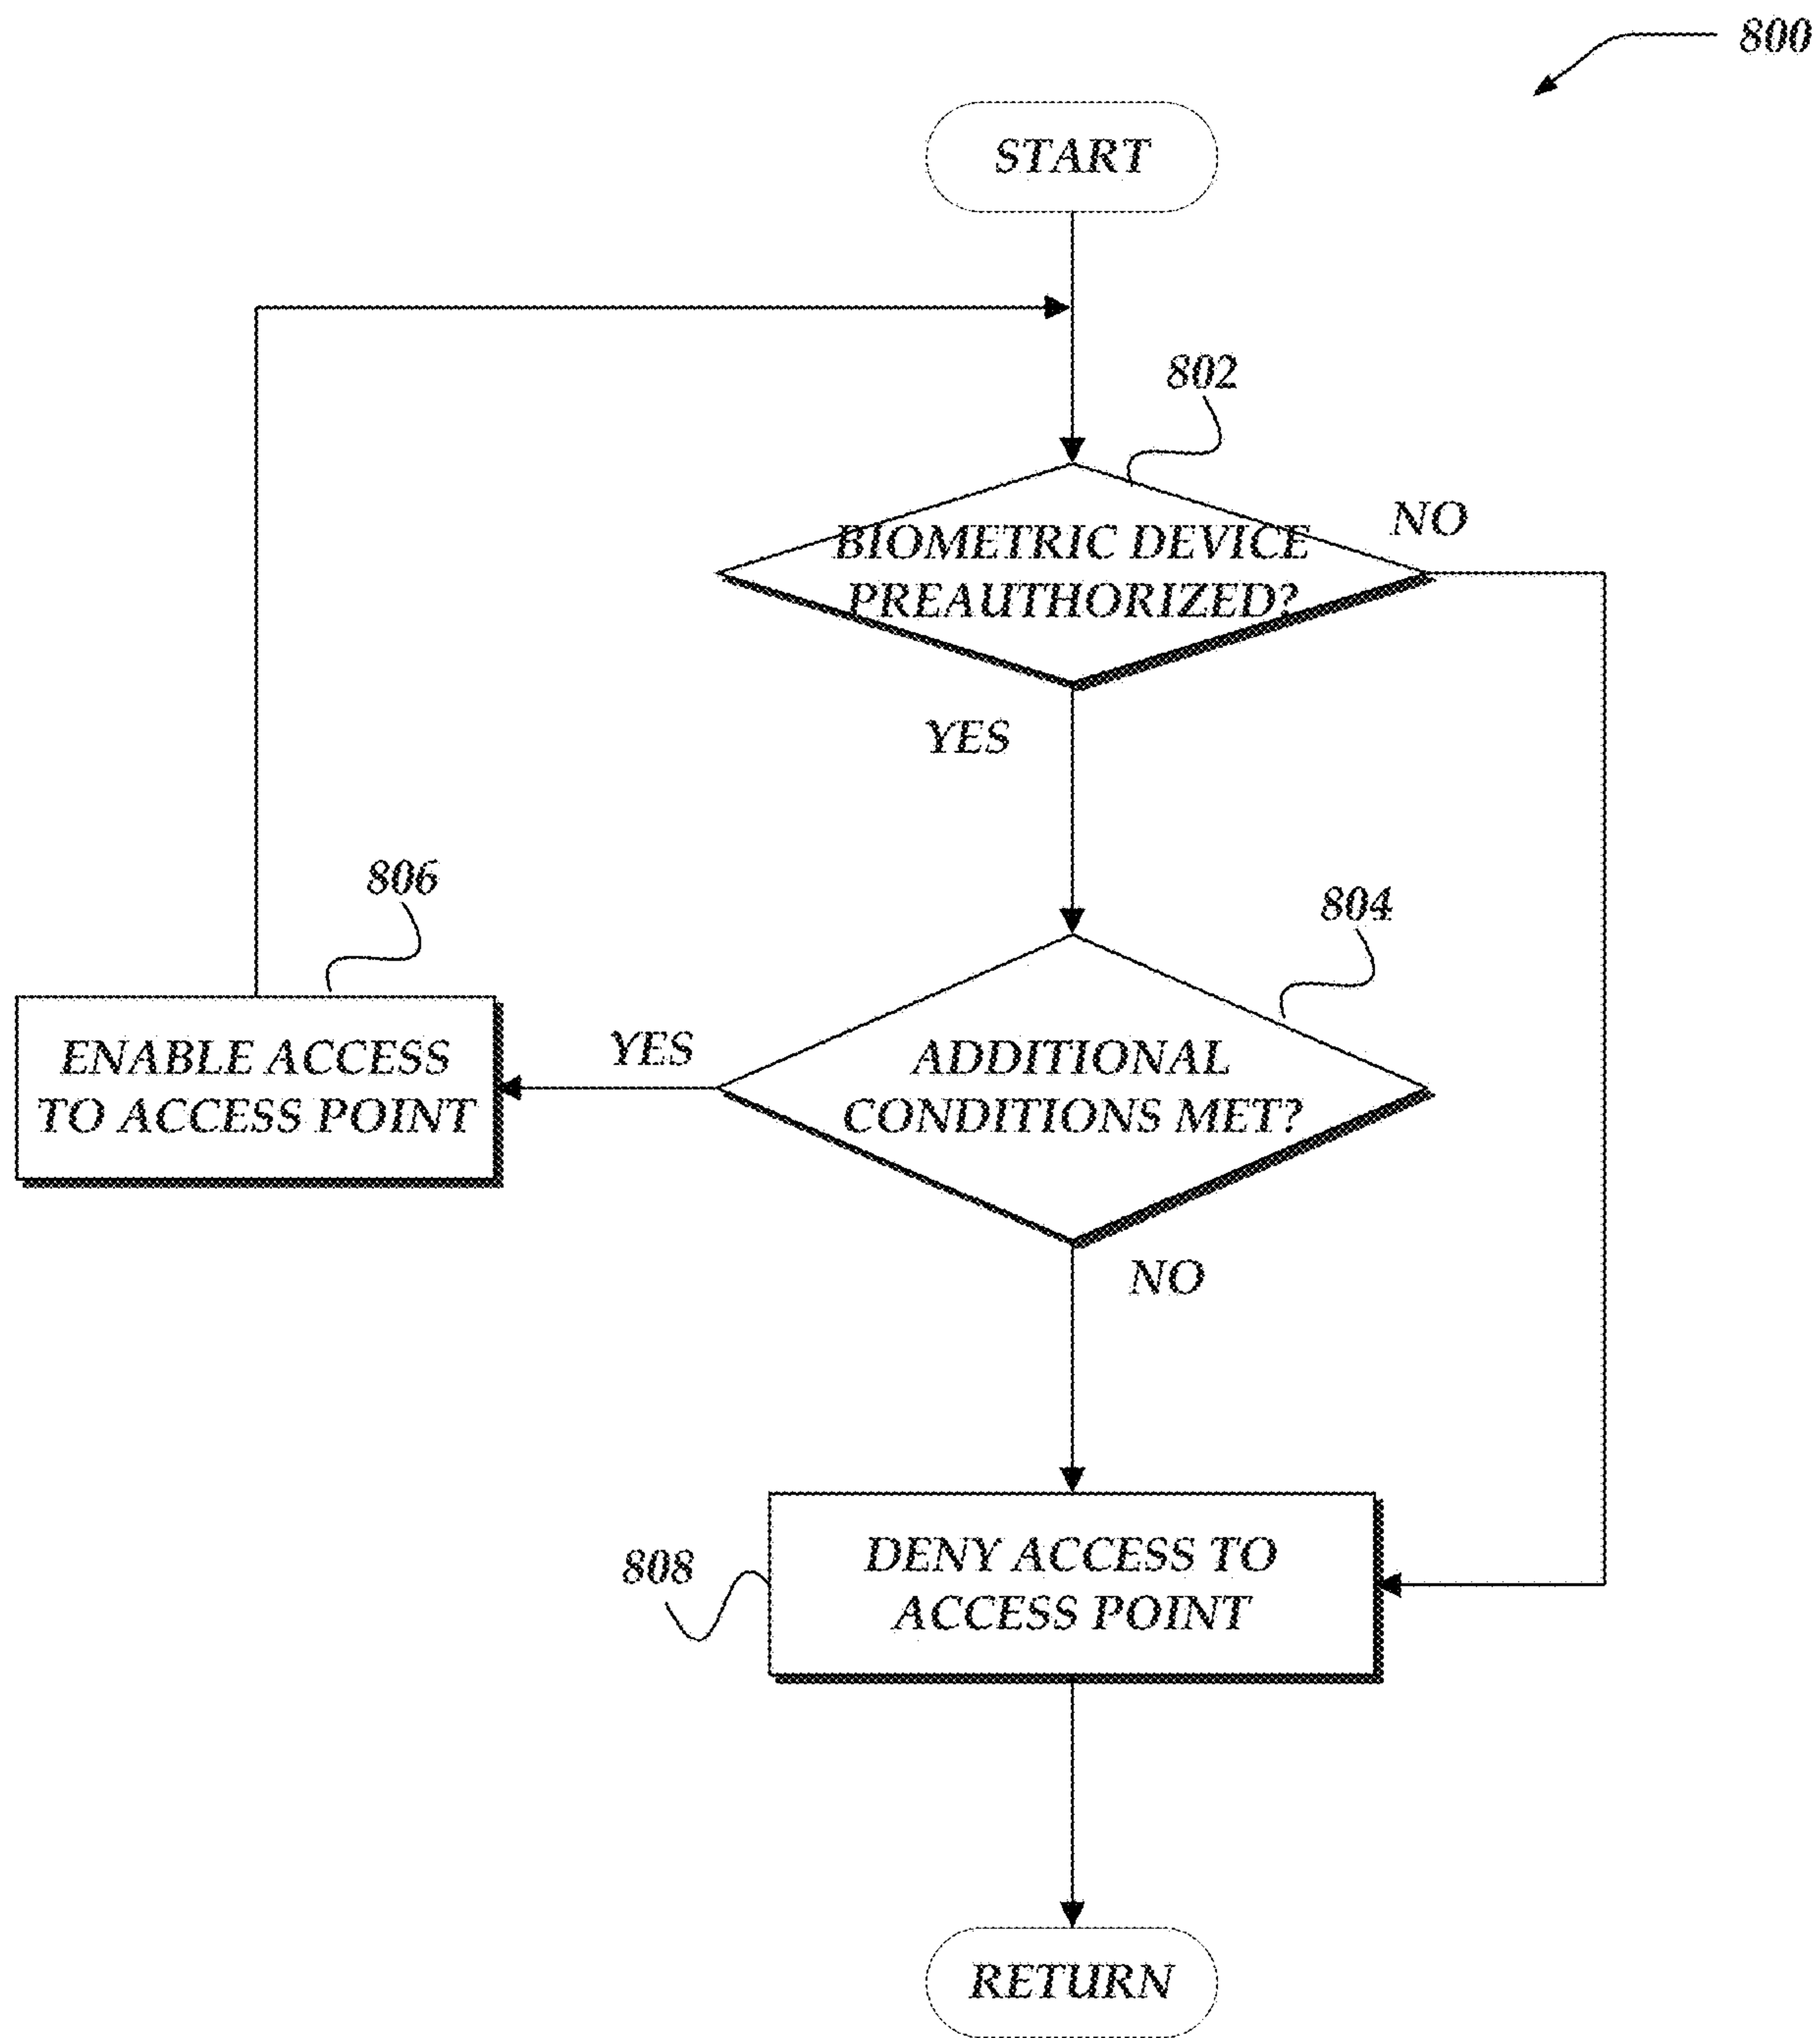 800
START
802
BIOMETRIC DEVICE
PREAUTHORIZED?
NO
YES
806
804
ENABLE ACCESS
TO ACCESS POINT
YES
ADDITIONAL
CONDITIONS MET?
NO
808
DENY ACCESS TO
ACCESS POINT
RETURN